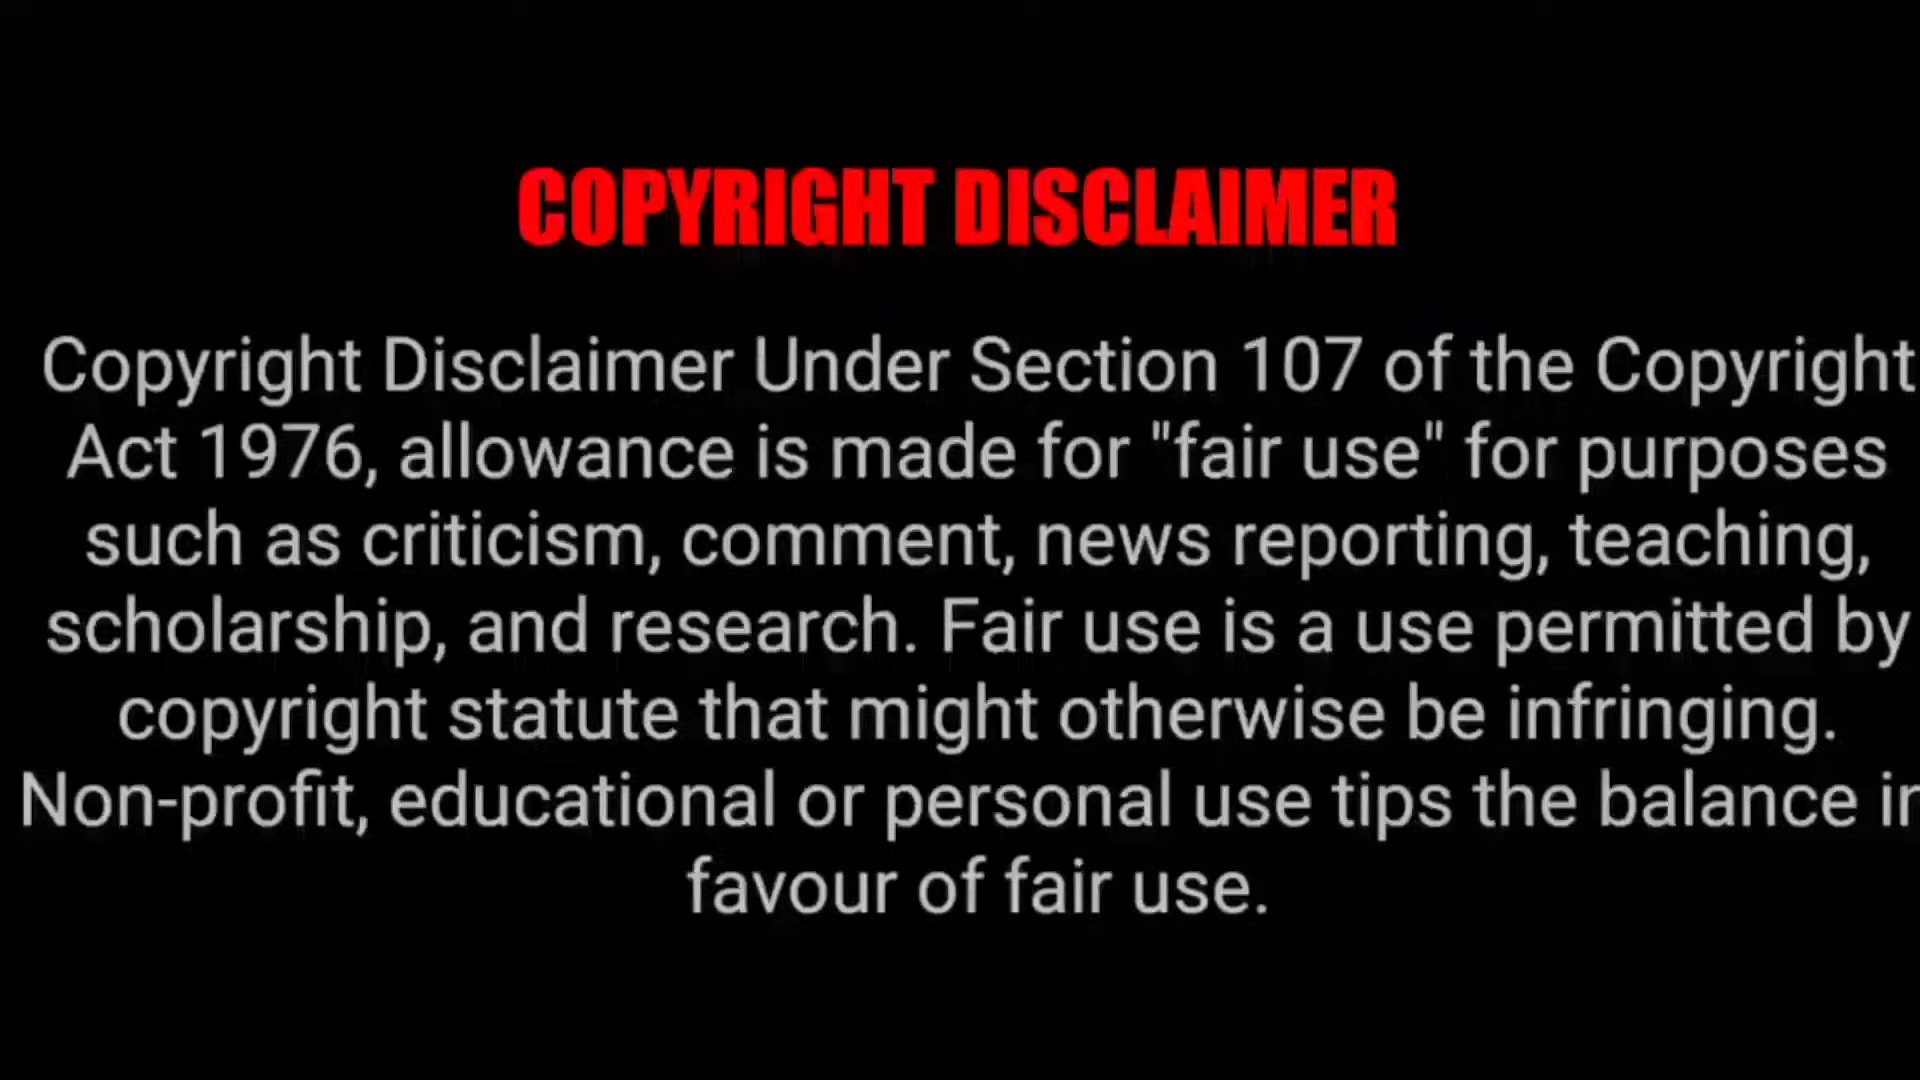 COPYRIGHT DISCLAIMER
Copyright Disclaimer Under Section 107 of the Copyright
Act 1976, allowance is made for "fair use" for purposes
such as criticism, comment, news reporting, teaching,
scholarship, and research. Fair use is a use permitted by
copyright statute that might otherwise be infringing.
Non-profit, educational or personal use tips the balance in
favour of fair use.